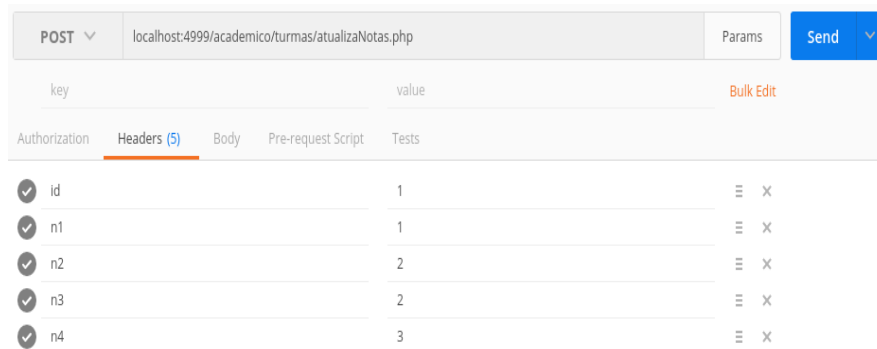 POST localhost:4999/academico/turmas/atualizaNotas.php Params Send
key value Bulk Edit
Authorization Headers (5) Body Pre-request Script Tests
id 1
n1 1
n2 2
n3 2
n4 3